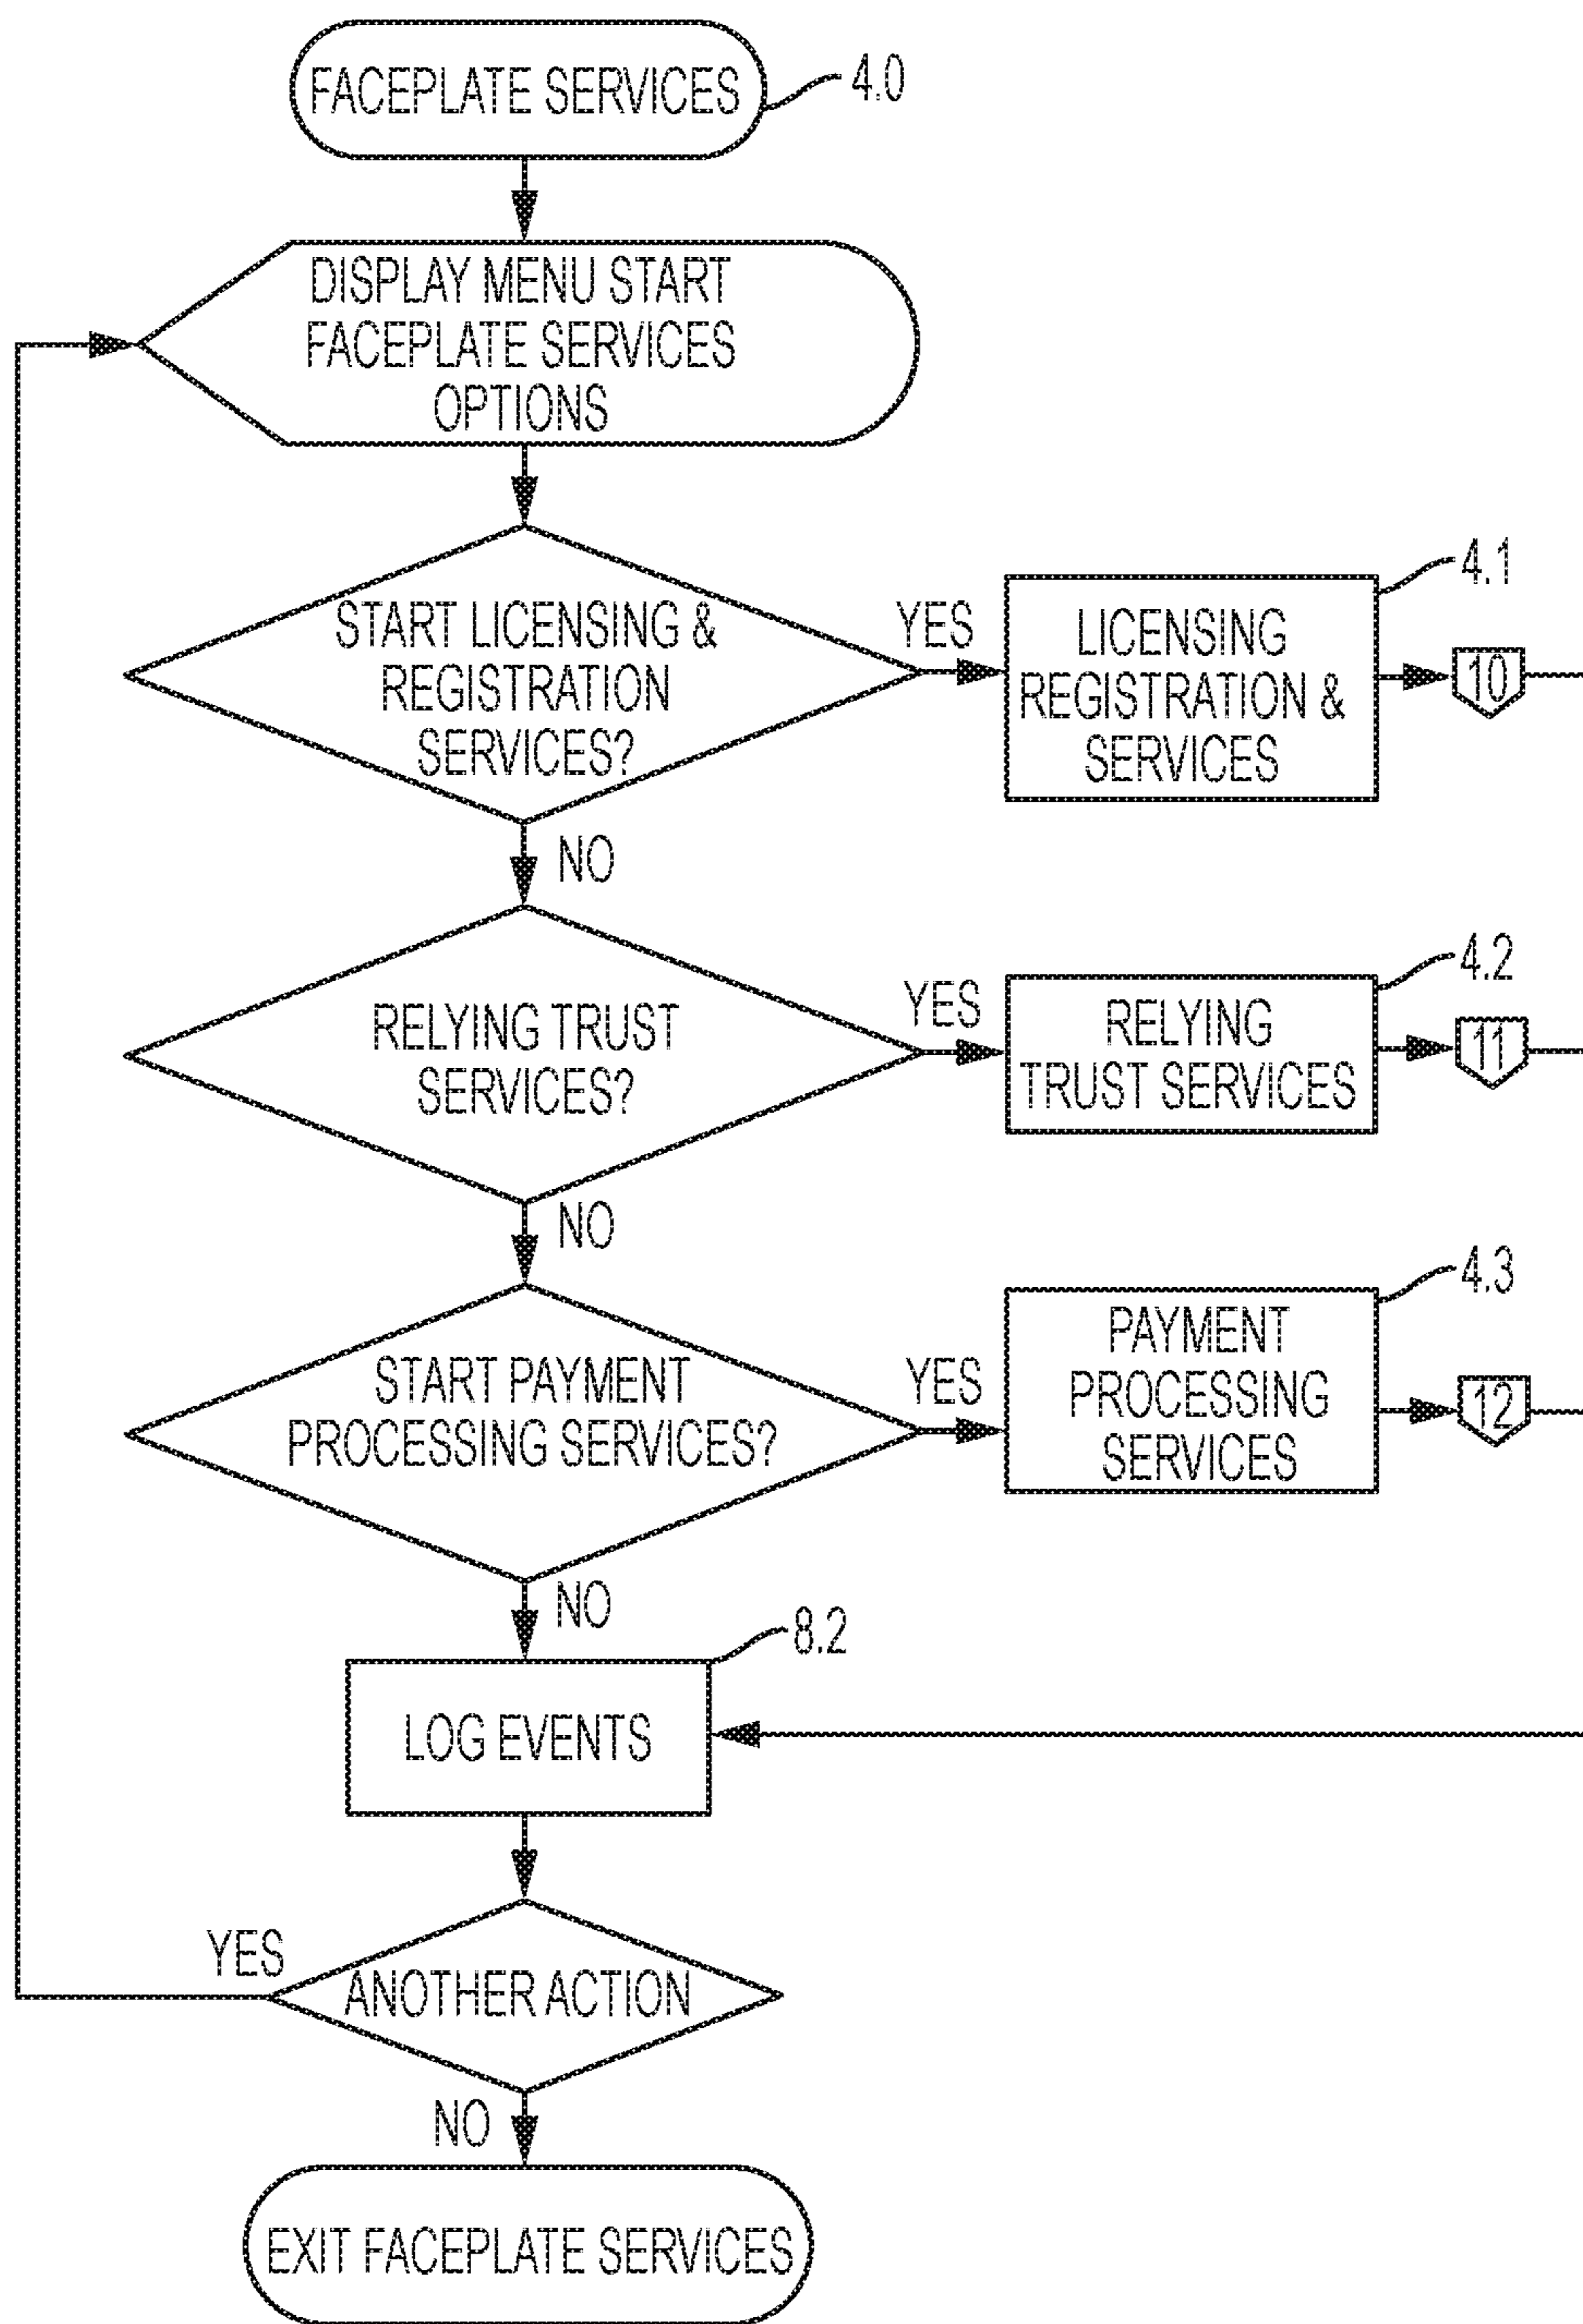 FACEPLATE SERVICES
4.0
DISPLAY MENU START
FACEPLATE SERVICES
OPTIONS
START LICENSING &
REGISTRATION
SERVICES?
YES
LICENSING
REGISTRATION &
SERVICES
4.1
10
NO
RELYING TRUST
SERVICES?
YES
RELYING
TRUST SERVICES
4.2
11
NO
START PAYMENT
PROCESSING SERVICES?
YES
PAYMENT
PROCESSING
SERVICES
4.3
12
NO
8.2
LOG EVENTS
YES
ANOTHER ACTION
NO
EXIT FACEPLATE SERVICES